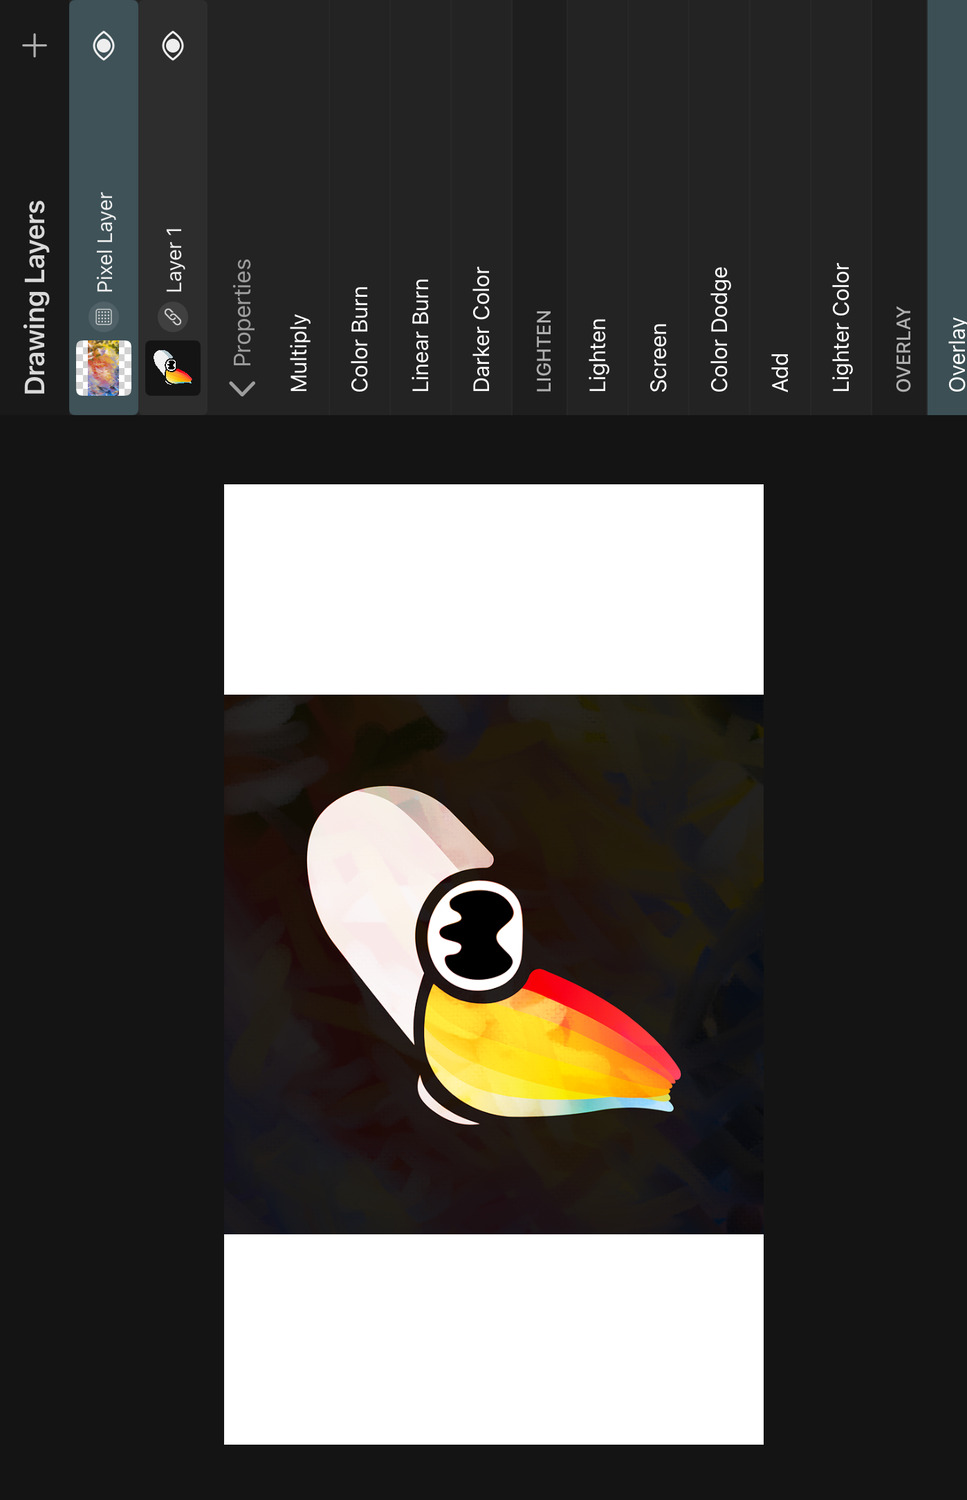 Drawing Layers
Pixel Layer
Layer 1
Properties
Multiply
Color Burn
Linear Burn
Darker Color
LIGHTEN
Lighten
Screen
Color Dodge
Add
Lighter Color
OVERLAY
Overlay